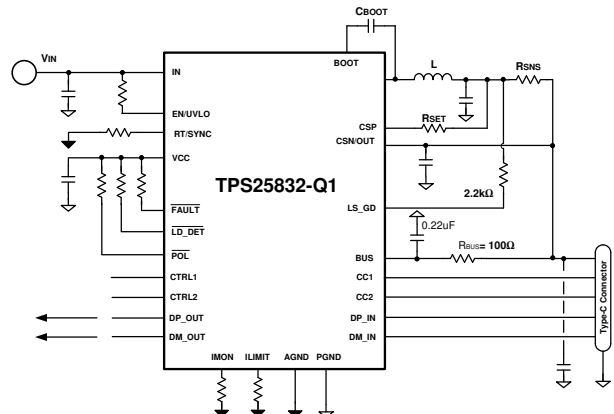 CBOOT
VIN
BOOT
L
RSNS
IN
EN/UVLO
RT/SYNC
CSP
RSET
CSN/OUT
VCC
TPS25832-Q1
2.2kΩ
FAULT
LS_GD
LD_DET
0.22uF
POL
BUS
RBUS= 100Ω
CTRL1
CC1
CTRL2
CC2
DP_OUT
DP_IN
DM_OUT
DM_IN
Type-C Connector
IMON
ILIMIT
AGND
PGND